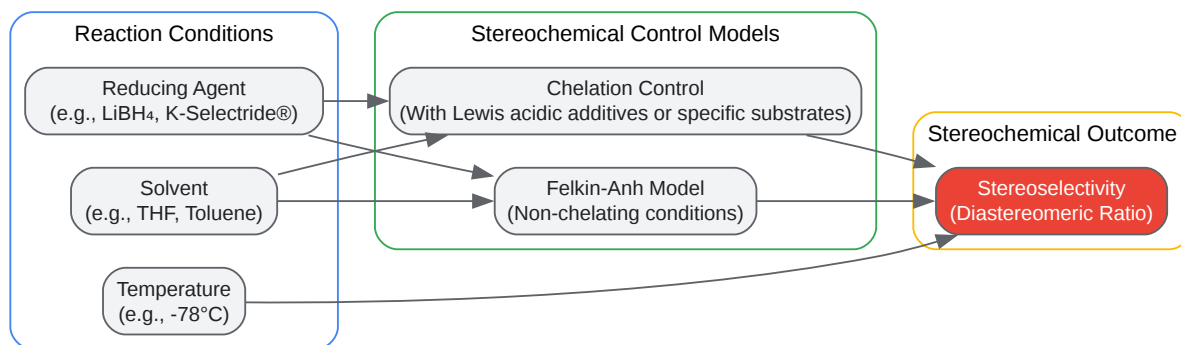 Reaction Conditions
Reducing Agent
(e.g., LiBH₄, K-Selectride®)
Solvent
(e.g., THF, Toluene)
Temperature
(e.g., -78°C)
Stereochemical Control Models
Chelation Control
(With Lewis acidic additives or specific substrates)
Felkin-Anh Model
(Non-chelating conditions)
Stereochemical Outcome
Stereoselectivity
(Diastereomeric Ratio)